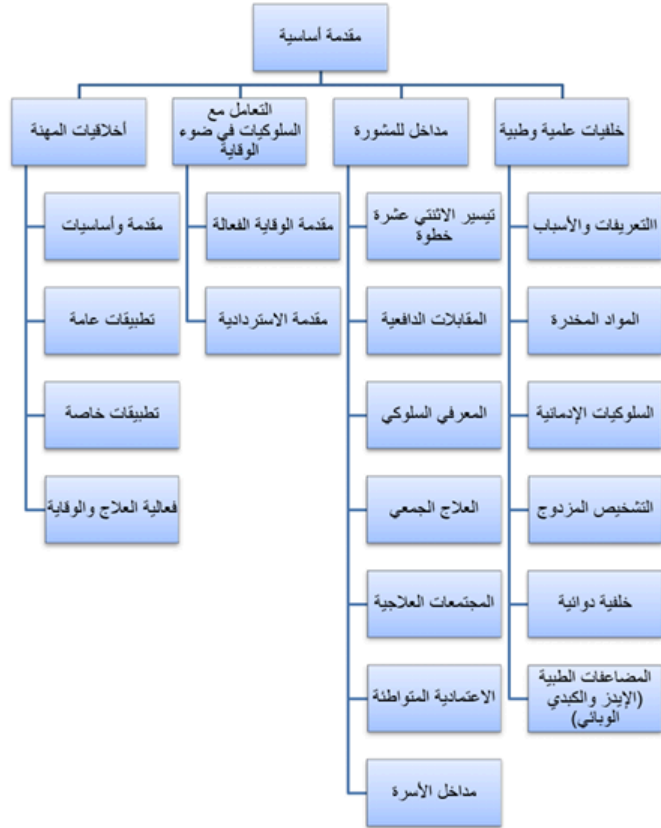 مقدمة أساسية
خلفيات علمية وطبية
االتعريفات والأسباب
المواد المخدرة
السلوكيات الإدمانية
التشخيص المزدوج
خلفية دوائية
المضاعفات الطبية
(الإيدز والكبدي
الوبائي)
مداخل للمشورة
تيسير الاثنتي عشرة
خطوة
المقابلات الدافعية
المعرفي السلوكي
العلاج الجمعي
المجتمعات العلاجية
الاعتمادية المتواطئة
مداخل الأسرة
التعامل مع
السلوكيات في ضوء
الوقاية
مقدمة الوقاية الفعالة
مقدمة الاستردادية
أخلاقيات المهنة
مقدمة وأساسيات
تطبيقات عامة
تطبيقات خاصة
فعالية العلاج والوقاية